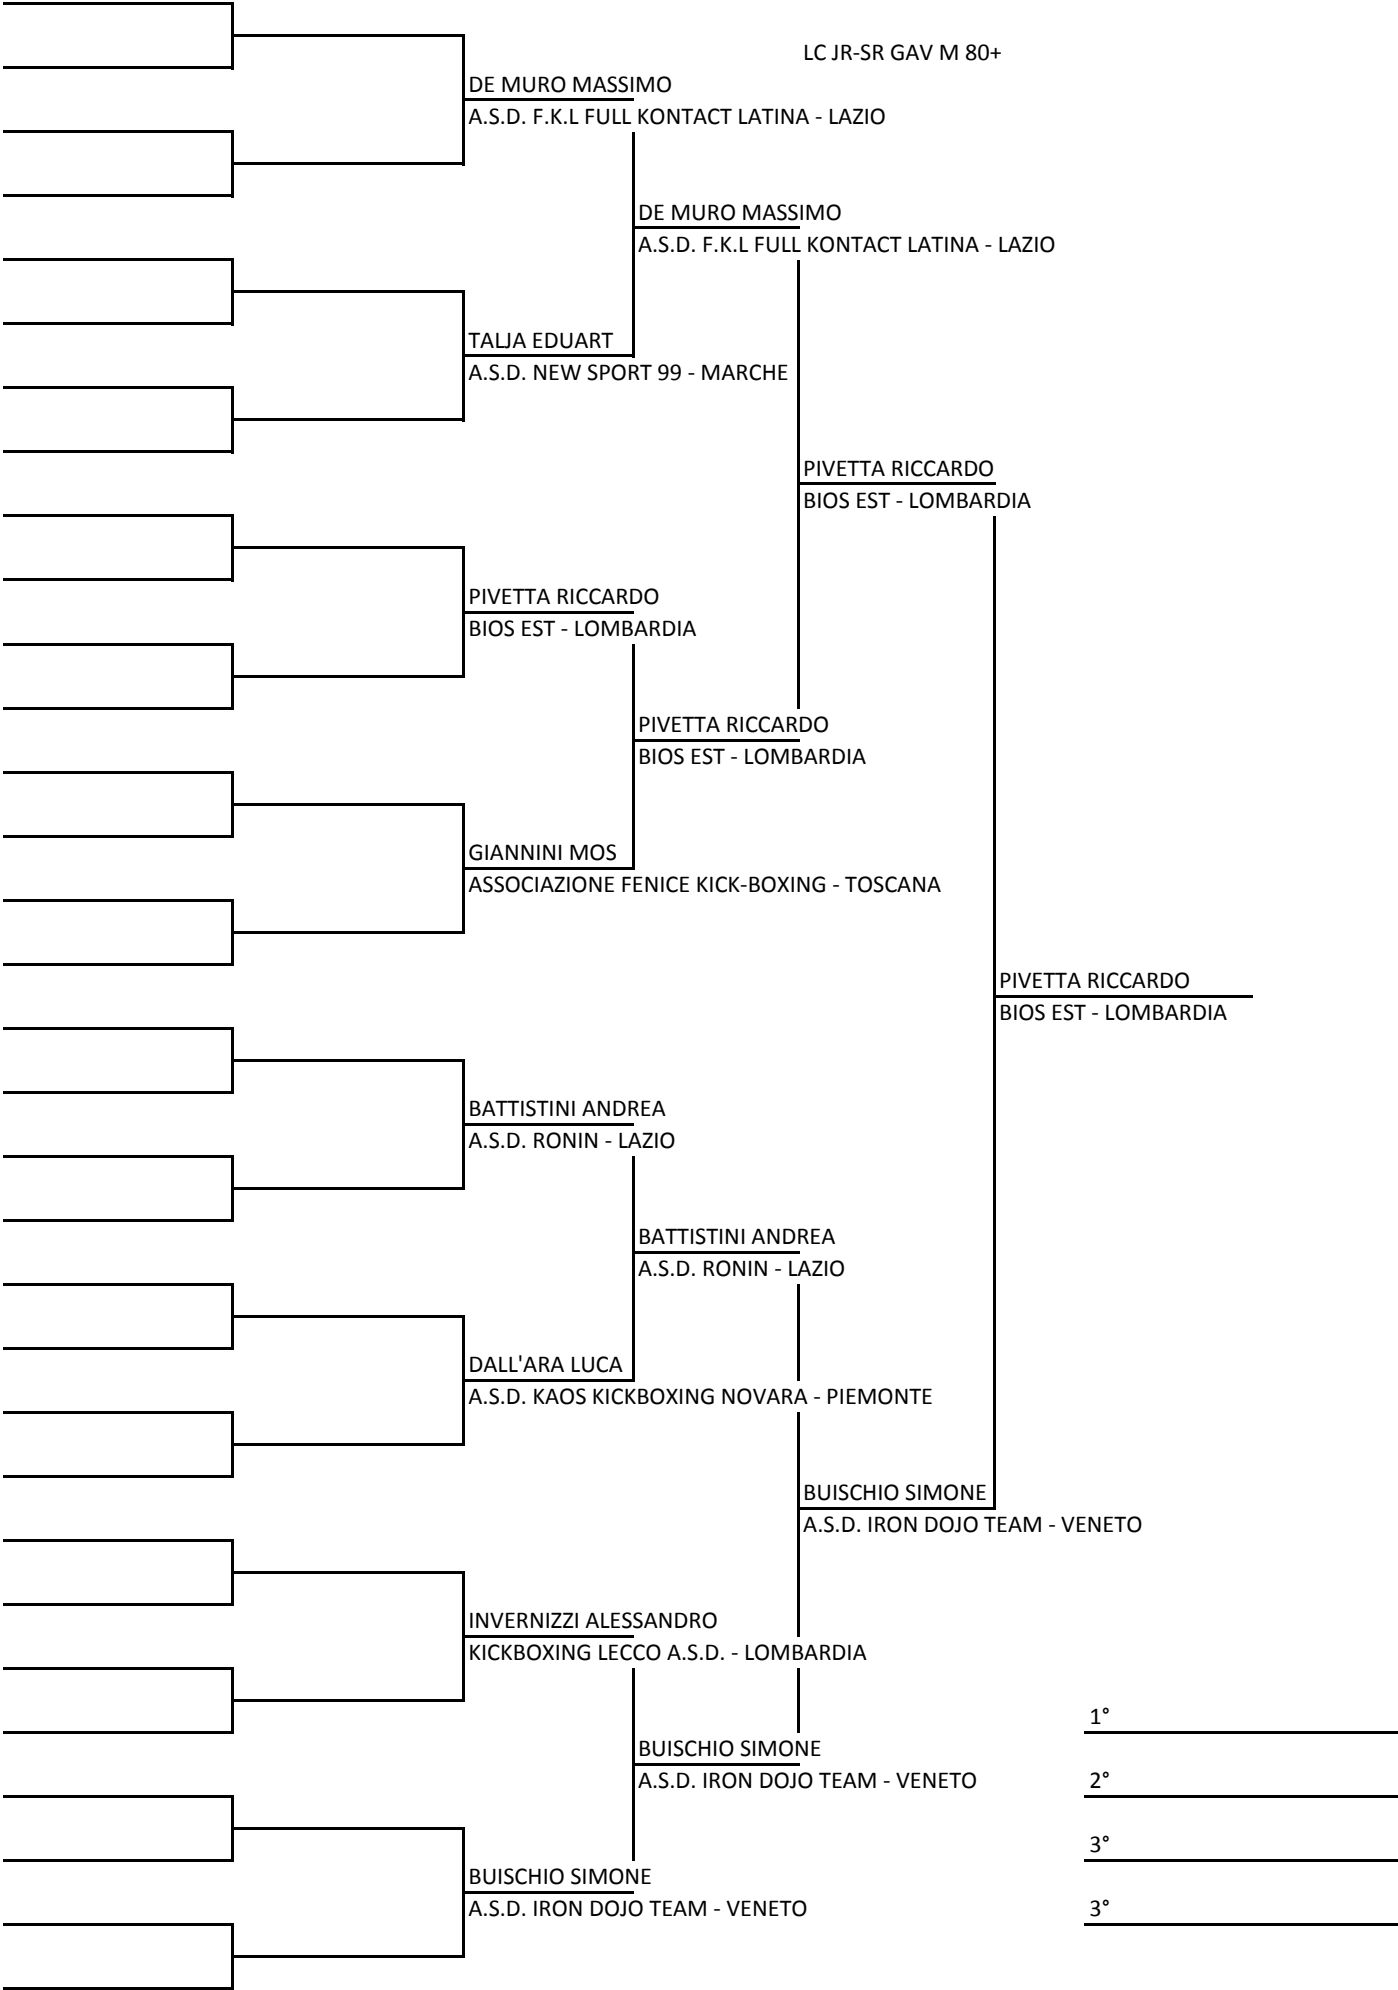 LC JR-SR GAV M 80+
DE MURO MASSIMO
A.S.D. F.K.L FULL KONTACT LATINA - LAZIO
DE MURO MASSIMO
A.S.D. F.K.L FULL KONTACT LATINA - LAZIO
TALJA EDUART
A.S.D. NEW SPORT 99 - MARCHE
PIVETTA RICCARDO
BIOS EST - LOMBARDIA
PIVETTA RICCARDO
BIOS EST - LOMBARDIA
PIVETTA RICCARDO
BIOS EST - LOMBARDIA
GIANNINI MOS
ASSOCIAZIONE FENICE KICK-BOXING - TOSCANA
PIVETTA RICCARDO
BIOS EST - LOMBARDIA
BATTISTINI ANDREA
A.S.D. RONIN - LAZIO
BATTISTINI ANDREA
A.S.D. RONIN - LAZIO
DALL'ARA LUCA
A.S.D. KAOS KICKBOXING NOVARA - PIEMONTE
BUISCHIO SIMONE
A.S.D. IRON DOJO TEAM - VENETO
INVERNIZZI ALESSANDRO
KICKBOXING LECCO A.S.D. - LOMBARDIA
1°
BUISCHIO SIMONE
A.S.D. IRON DOJO TEAM - VENETO
2°
3°
BUISCHIO SIMONE
A.S.D. IRON DOJO TEAM - VENETO
3°